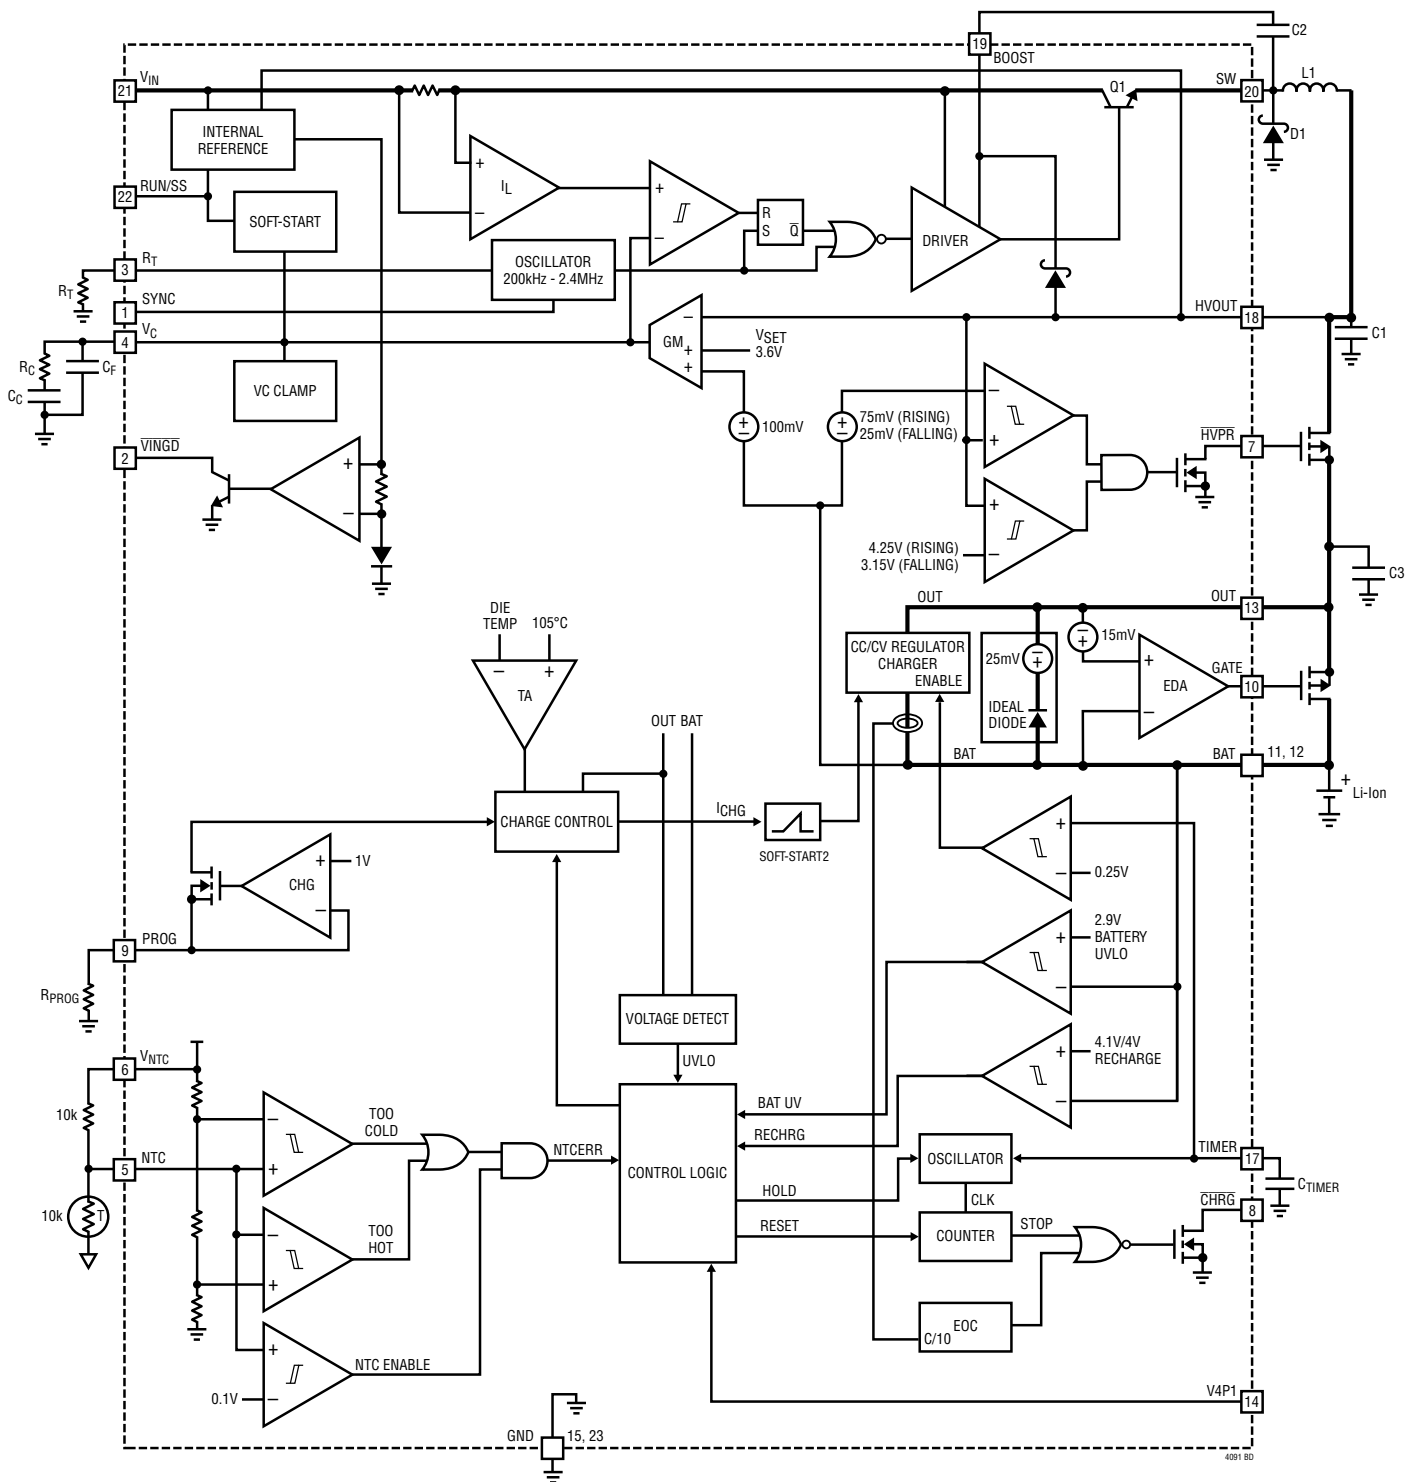 C2
19
BOOST
21
VIN
SW
20
L1
Q1
D1
INTERNAL
REFERENCE
22
RUN/SS
SOFT-START
+
IL
–
+
–
R
S Q̅
DRIVER
3
RT
OSCILLATOR
200kHz - 2.4MHz
RT
1
SYNC
4
VC
HVOUT
18
C1
–
GM
+
+
VSET
3.6V
RC
CF
CC
VC CLAMP
–
+
100mV
+
–
75mV (RISING)
25mV (FALLING)
–
+
HVPR
7
2
VINGD
+
–
+
–
4.25V (RISING)
3.15V (FALLING)
C3
DIE
TEMP
105°C
–
+
TA
OUT
OUT
13
CC/CV REGULATOR
CHARGER
ENABLE
25mV
–
+
IDEAL
DIODE
–
+
15mV
+
EDA
–
GATE
10
OUT BAT
BAT
BAT
11, 12
+
Li-Ion
CHARGE CONTROL
ICHG
SOFT-START2
+
–
0.25V
+
1V
CHG
–
9
PROG
RPROG
2.9V
+
BATTERY
UVLO
–
VOLTAGE DETECT
UVLO
4.1V/4V
+
RECHARGE
–
6
VNTC
10k
–
+
TOO
COLD
5
NTC
10k
T
NTCERR
CONTROL LOGIC
BAT UV
RECHRG
HOLD
RESET
OSCILLATOR
CLK
COUNTER
STOP
TIMER
17
CTIMER
CHRG
8
–
+
TOO
HOT
EOC
C/10
+
–
0.1V
NTC ENABLE
V4P1
14
GND
15, 23
4091 BD